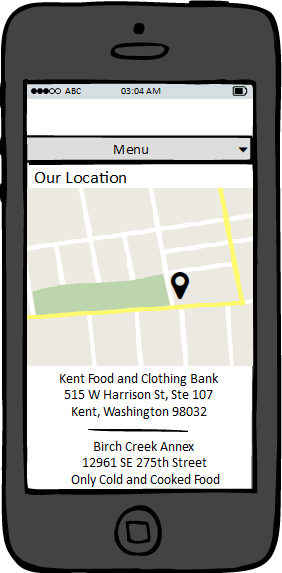 ABC 03:04 AM
Menu
Our Location
Kent Food and Clothing Bank
515 W Harrison St, Ste 107
Kent, Washington 98032
Birch Creek Annex
12961 SE 275th Street
Only Cold and Cooked Food